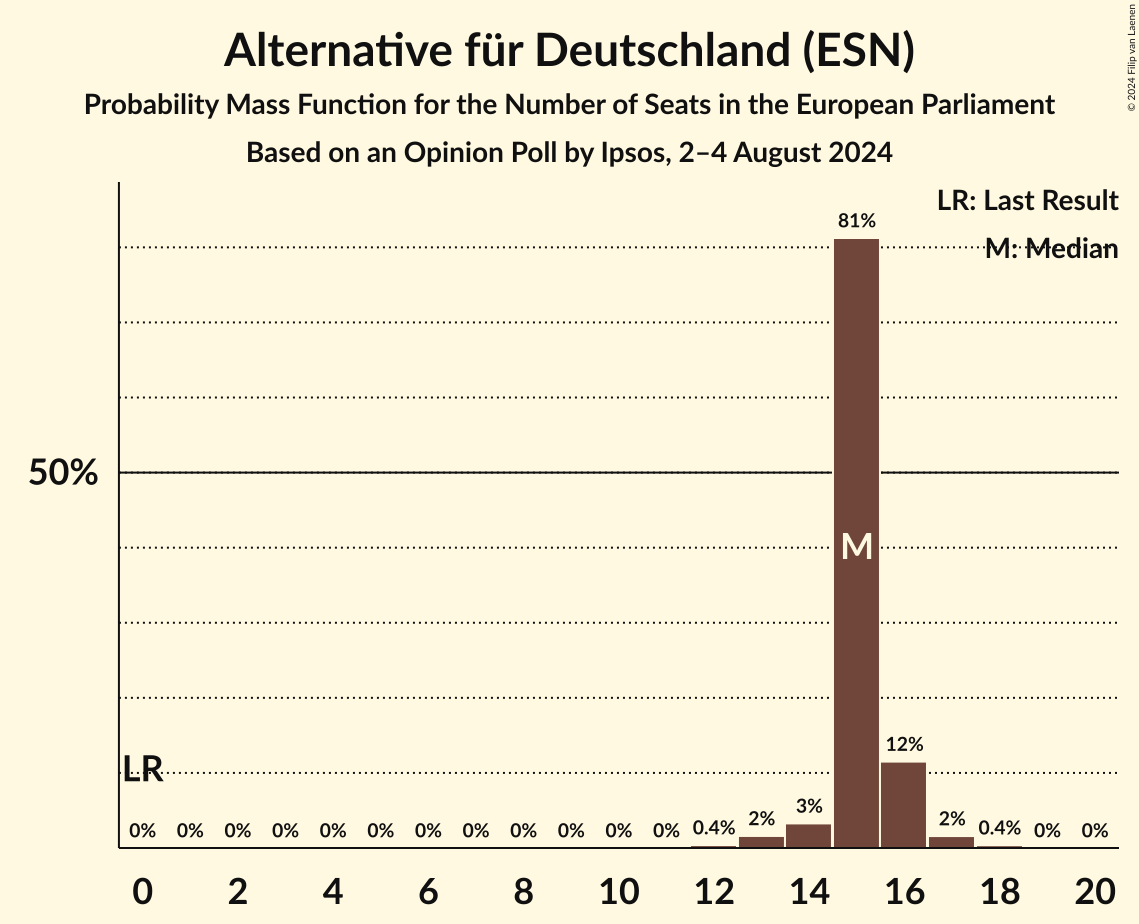 Alternative für Deutschland (ESN)
Probability Mass Function for the Number of Seats in the European Parliament
Based on an Opinion Poll by Ipsos, 2–4 August 2024
© 2024 Filip van Laenen
LR: Last Result
M: Median
81%
50%
M
12%
LR
0% 0% 0% 0% 0% 0% 0% 0% 0% 0% 0% 0% 0.4% 2% 3% 2% 0.4% 0% 0%
0 2 4 6 8 10 12 14 16 18 20